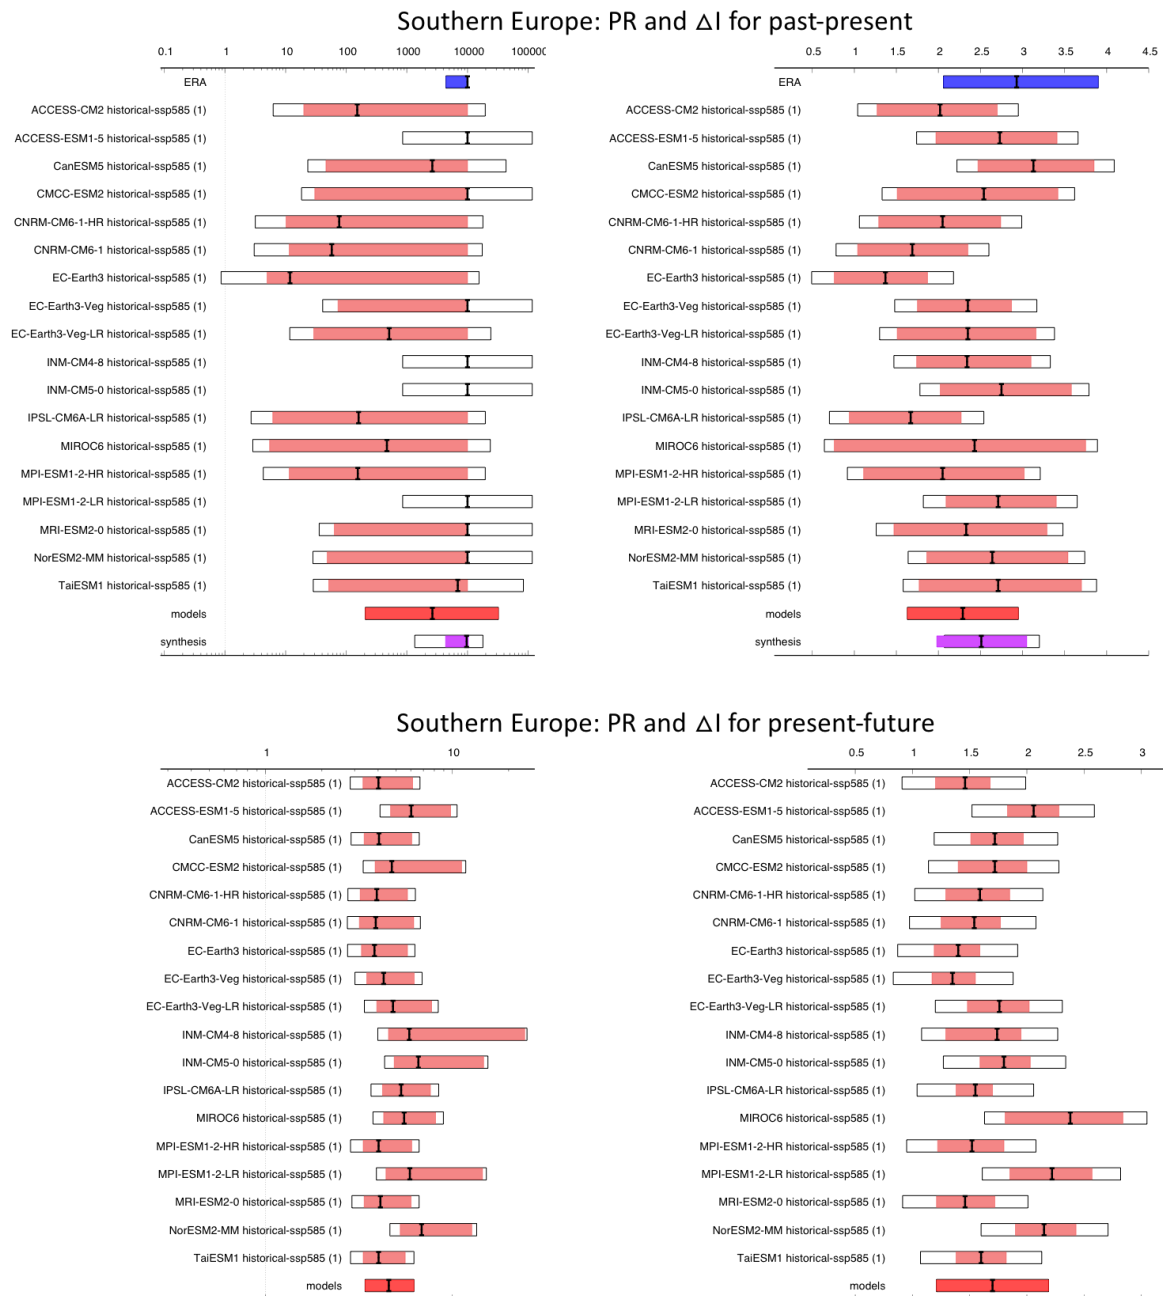 Southern Europe: PR and △I for past-present
0.1 1 10 100 1000 10000 100000
0.5 1 1.5 2 2.5 3 3.5 4 4.5
ERA
ERA
ACCESS-CM2 historical-ssp585 (1)
ACCESS-CM2 historical-ssp585 (1)
ACCESS-ESM1-5 historical-ssp585 (1)
ACCESS-ESM1-5 historical-ssp585 (1)
CanESM5 historical-ssp585 (1)
CanESM5 historical-ssp585 (1)
CMCC-ESM2 historical-ssp585 (1)
CMCC-ESM2 historical-ssp585 (1)
CNRM-CM6-1-HR historical-ssp585 (1)
CNRM-CM6-1-HR historical-ssp585 (1)
CNRM-CM6-1 historical-ssp585 (1)
CNRM-CM6-1 historical-ssp585 (1)
EC-Earth3 historical-ssp585 (1)
EC-Earth3 historical-ssp585 (1)
EC-Earth3-Veg historical-ssp585 (1)
EC-Earth3-Veg historical-ssp585 (1)
EC-Earth3-Veg-LR historical-ssp585 (1)
EC-Earth3-Veg-LR historical-ssp585 (1)
INM-CM4-8 historical-ssp585 (1)
INM-CM4-8 historical-ssp585 (1)
INM-CM5-0 historical-ssp585 (1)
INM-CM5-0 historical-ssp585 (1)
IPSL-CM6A-LR historical-ssp585 (1)
IPSL-CM6A-LR historical-ssp585 (1)
MIROC6 historical-ssp585 (1)
MIROC6 historical-ssp585 (1)
MPI-ESM1-2-HR historical-ssp585 (1)
MPI-ESM1-2-HR historical-ssp585 (1)
MPI-ESM1-2-LR historical-ssp585 (1)
MPI-ESM1-2-LR historical-ssp585 (1)
MRI-ESM2-0 historical-ssp585 (1)
MRI-ESM2-0 historical-ssp585 (1)
NorESM2-MM historical-ssp585 (1)
NorESM2-MM historical-ssp585 (1)
TaiESM1 historical-ssp585 (1)
TaiESM1 historical-ssp585 (1)
models
models
synthesis
synthesis
Southern Europe: PR and △I for present-future
1 10
0.5 1 1.5 2 2.5 3
ACCESS-CM2 historical-ssp585 (1)
ACCESS-CM2 historical-ssp585 (1)
ACCESS-ESM1-5 historical-ssp585 (1)
ACCESS-ESM1-5 historical-ssp585 (1)
CanESM5 historical-ssp585 (1)
CanESM5 historical-ssp585 (1)
CMCC-ESM2 historical-ssp585 (1)
CMCC-ESM2 historical-ssp585 (1)
CNRM-CM6-1-HR historical-ssp585 (1)
CNRM-CM6-1-HR historical-ssp585 (1)
CNRM-CM6-1 historical-ssp585 (1)
CNRM-CM6-1 historical-ssp585 (1)
EC-Earth3 historical-ssp585 (1)
EC-Earth3 historical-ssp585 (1)
EC-Earth3-Veg historical-ssp585 (1)
EC-Earth3-Veg historical-ssp585 (1)
EC-Earth3-Veg-LR historical-ssp585 (1)
EC-Earth3-Veg-LR historical-ssp585 (1)
INM-CM4-8 historical-ssp585 (1)
INM-CM4-8 historical-ssp585 (1)
INM-CM5-0 historical-ssp585 (1)
INM-CM5-0 historical-ssp585 (1)
IPSL-CM6A-LR historical-ssp585 (1)
IPSL-CM6A-LR historical-ssp585 (1)
MIROC6 historical-ssp585 (1)
MIROC6 historical-ssp585 (1)
MPI-ESM1-2-HR historical-ssp585 (1)
MPI-ESM1-2-HR historical-ssp585 (1)
MPI-ESM1-2-LR historical-ssp585 (1)
MPI-ESM1-2-LR historical-ssp585 (1)
MRI-ESM2-0 historical-ssp585 (1)
MRI-ESM2-0 historical-ssp585 (1)
NorESM2-MM historical-ssp585 (1)
NorESM2-MM historical-ssp585 (1)
TaiESM1 historical-ssp585 (1)
TaiESM1 historical-ssp585 (1)
models
models